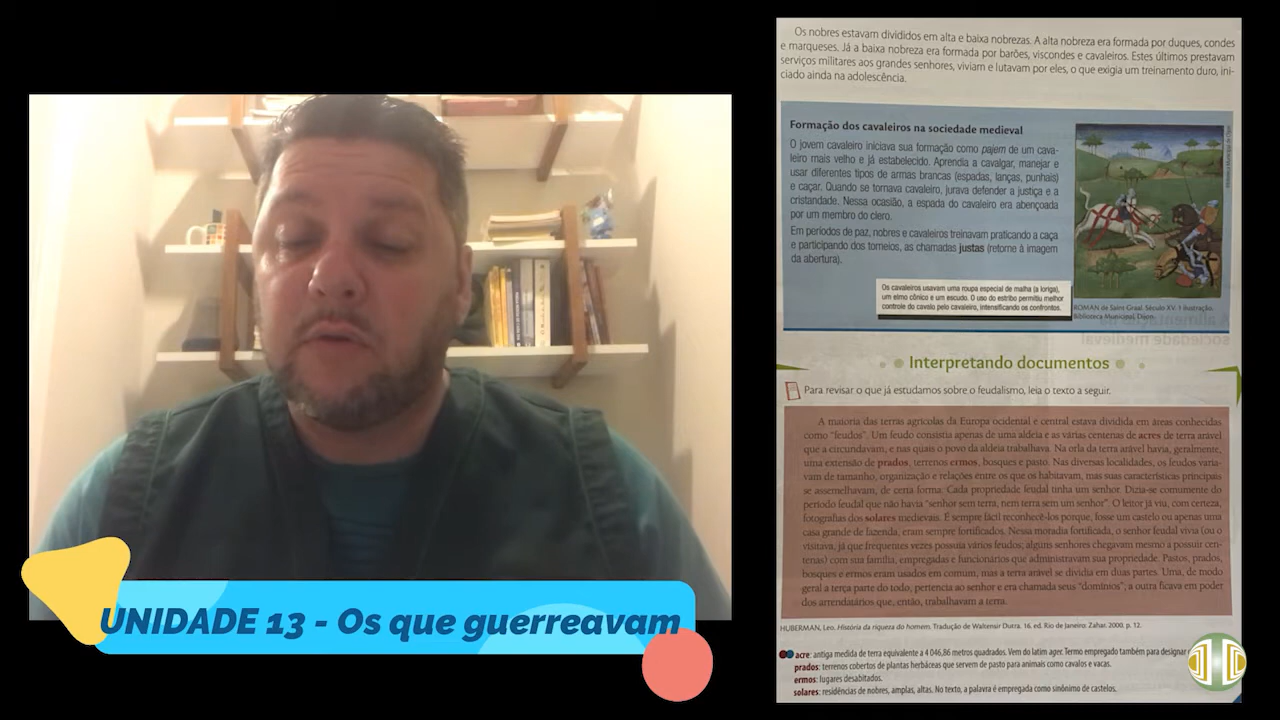 Os nobres estavam divididos em alta e baixa nobrezas. A alta nobreza era formada por duques, condes
e marqueses. Já a baixa nobreza era formada por barões, viscondes e cavaleiros. Estes últimos prestavam
serviços militares aos grandes senhores, viviam e lutavam por eles, o que exigia um treinamento duro, ini-
ciado ainda na adolescência.
Formação dos cavaleiros na sociedade medieval
O jovem cavaleiro iniciava sua formação como pajem de um cava-
leiro mais velho e já estabelecido. Aprendia a cavalgar, manejar e
usar diferentes tipos de armas brancas (espadas, lanças, punhais)
e caçar. Quando se tornava cavaleiro, jurava defender a justiça e a
cristandade. Nessa ocasião, a espada do cavaleiro era abençoada
por um membro do clero.
Em períodos de paz, nobres e cavaleiros treinavam praticando a caça
e participando dos torneios, as chamadas justas (retorne à imagem
da abertura).
Os cavaleiros usavam uma roupa especial de malha (a loriga),
um elmo cônico e um escudo. O uso do estribo permitiu melhor
controle do cavalo pelo cavaleiro, intensificando os confrontos.
ROMAN de Saint Graal. Século XV. 1 ilustração.
Biblioteca Municipal, Dijon.
Interpretando documentos
Para revisar o que já estudamos sobre o feudalismo, leia o texto a seguir.
A maioria das terras agrícolas da Europa ocidental e central estava dividida em áreas conhecidas
como "feudos". Um feudo consistia apenas de uma aldeia e as várias centenas de acres de terra arável
que a circundavam, e nas quais o povo da aldeia trabalhava. Na orla da terra arável havia, geralmente,
uma extensão de prados, terrenos ermos, bosques e pasto. Nas diversas localidades, os feudos varia-
vam de tamanho, organização e relações entre os que os habitavam, mas suas características principais
se assemelhavam, de certa forma. Cada propriedade feudal tinha um senhor. Dizia-se comumente do
período feudal que não havia "senhor sem terra, nem terra sem um senhor". O leitor já viu, com certeza,
fotografias dos solares medievais. É sempre fácil reconhecê-los porque, fosse um castelo ou apenas uma
casa grande de fazenda, eram sempre fortificados. Nessa moradia fortificada, o senhor feudal vivia (ou o
visitava, já que frequentes vezes possuía vários feudos; alguns senhores chegavam mesmo a possuir cen-
tenas) com sua família, empregadas e funcionários que administravam sua propriedade. Pastos, prados,
bosques e ermos eram usados em comum, mas a terra arável se dividia em duas partes. Uma, de modo
geral a terça parte do todo, pertencia ao senhor e era chamada seus "domínios"; a outra ficava em poder
dos arrendatários que, então, trabalhavam a terra.
HUBERMAN, Leo. História da riqueza do homem. Tradução de Waltensir Dutra. 16. ed. Rio de Janeiro: Zahar, 2000. p. 12.
acre: antiga medida de terra equivalente a 4 046,86 metros quadrados. Vem do latim ager. Termo empregado também para designar
prados: terrenos cobertos de plantas herbáceas que servem de pasto para animais como cavalos e vacas.
ermos: lugares desabitados.
solares: residências de nobres, amplas, altas. No texto, a palavra é empregada como sinônimo de castelos.
UNIDADE 13 - Os que guerreavam